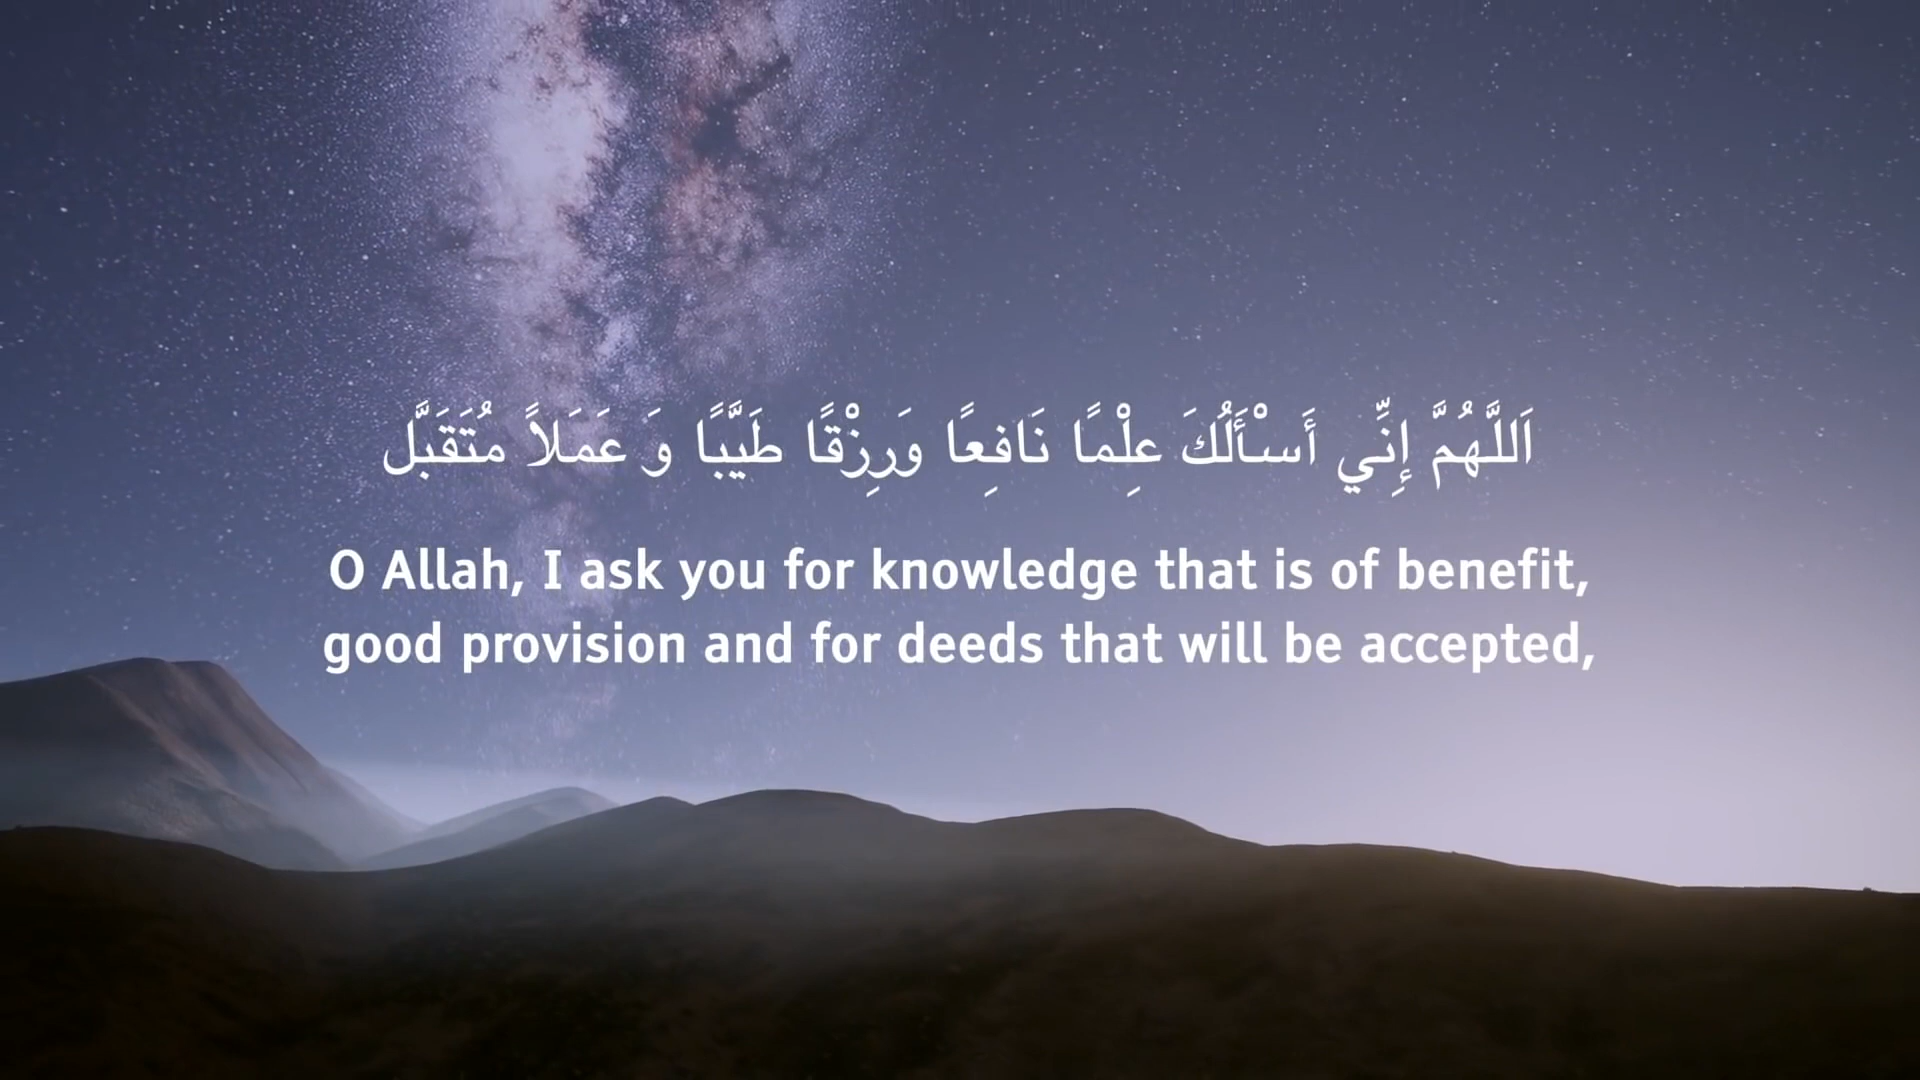 اَللَّهُمَّ إِنِّي أَسْأَلُكَ عِلْمًا نَافِعًا وَرِزْقًا طَيَّبًا وَ عَمَلاً مُتَقَبَّل
O Allah, I ask you for knowledge that is of benefit,
good provision and for deeds that will be accepted,